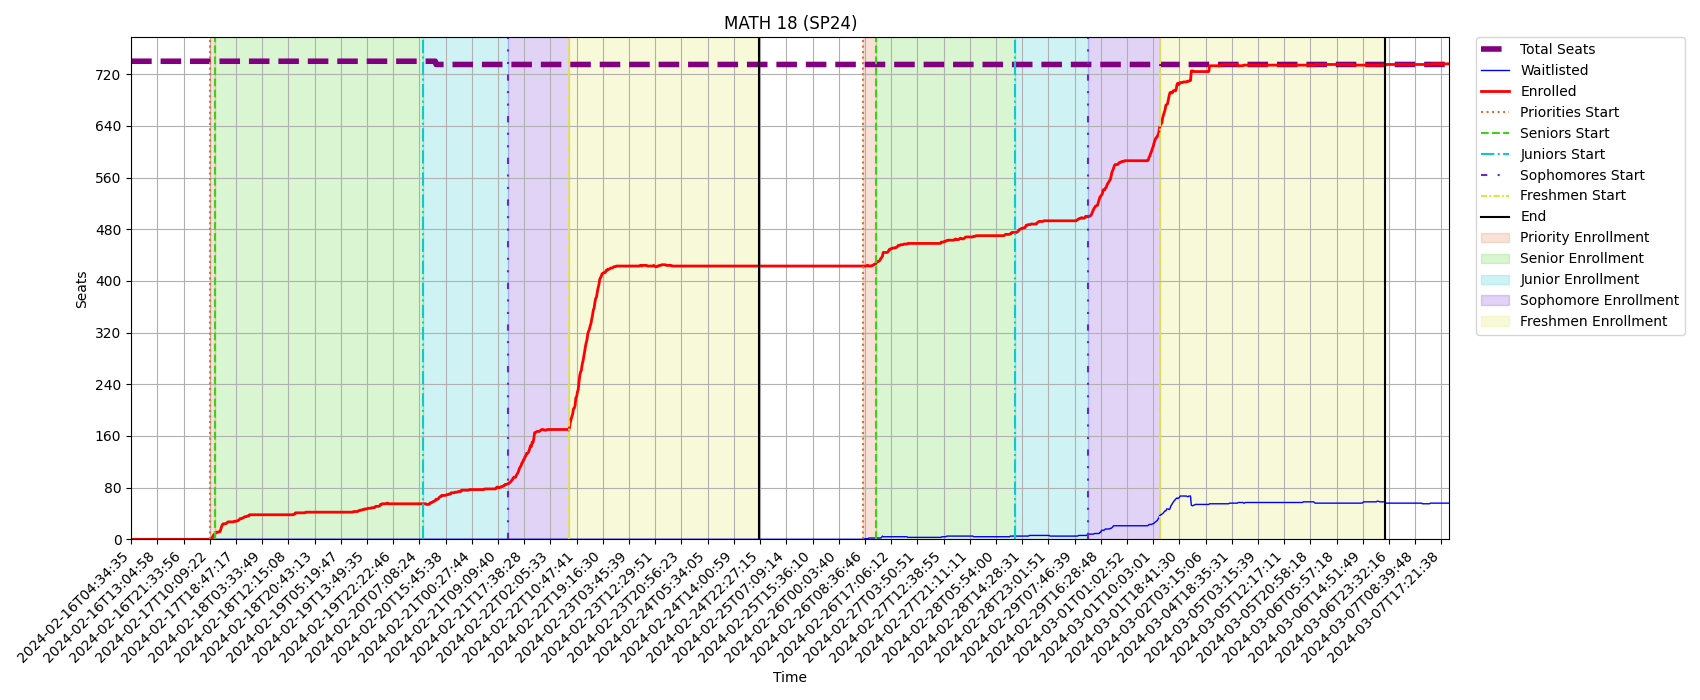 MATH 18 (SP24)
Seats
720
640
560
480
400
320
240
160
80
0
2024-02-16T04:34:35
2024-02-16T13:04:58
2024-02-16T21:33:56
2024-02-17T10:09:22
2024-02-17T18:47:17
2024-02-18T03:33:49
2024-02-18T12:15:08
2024-02-18T20:43:13
2024-02-19T05:19:47
2024-02-19T13:49:35
2024-02-19T22:22:46
2024-02-20T07:08:24
2024-02-20T15:45:38
2024-02-21T00:27:44
2024-02-21T09:09:40
2024-02-21T17:38:28
2024-02-22T02:05:33
2024-02-22T10:47:41
2024-02-22T19:16:30
2024-02-23T03:45:39
2024-02-23T12:29:51
2024-02-23T20:56:23
2024-02-24T05:34:05
2024-02-24T14:00:59
2024-02-24T22:27:15
2024-02-25T07:09:14
2024-02-25T15:36:10
2024-02-26T00:03:40
2024-02-26T08:36:46
2024-02-26T17:06:12
2024-02-27T03:50:51
2024-02-27T12:38:55
2024-02-27T21:11:11
2024-02-28T05:54:00
2024-02-28T14:28:31
2024-02-28T23:01:51
2024-02-29T07:46:39
2024-02-29T16:28:48
2024-03-01T01:02:52
2024-03-01T10:03:01
2024-03-01T18:41:30
2024-03-02T03:15:06
2024-03-04T18:35:31
2024-03-05T03:15:39
2024-03-05T12:17:11
2024-03-05T20:58:18
2024-03-06T05:57:18
2024-03-06T14:51:49
2024-03-06T23:32:16
2024-03-07T08:39:48
2024-03-07T17:21:38
Time
Total Seats
Waitlisted
Enrolled
Priorities Start
Seniors Start
Juniors Start
Sophomores Start
Freshmen Start
End
Priority Enrollment
Senior Enrollment
Junior Enrollment
Sophomore Enrollment
Freshmen Enrollment